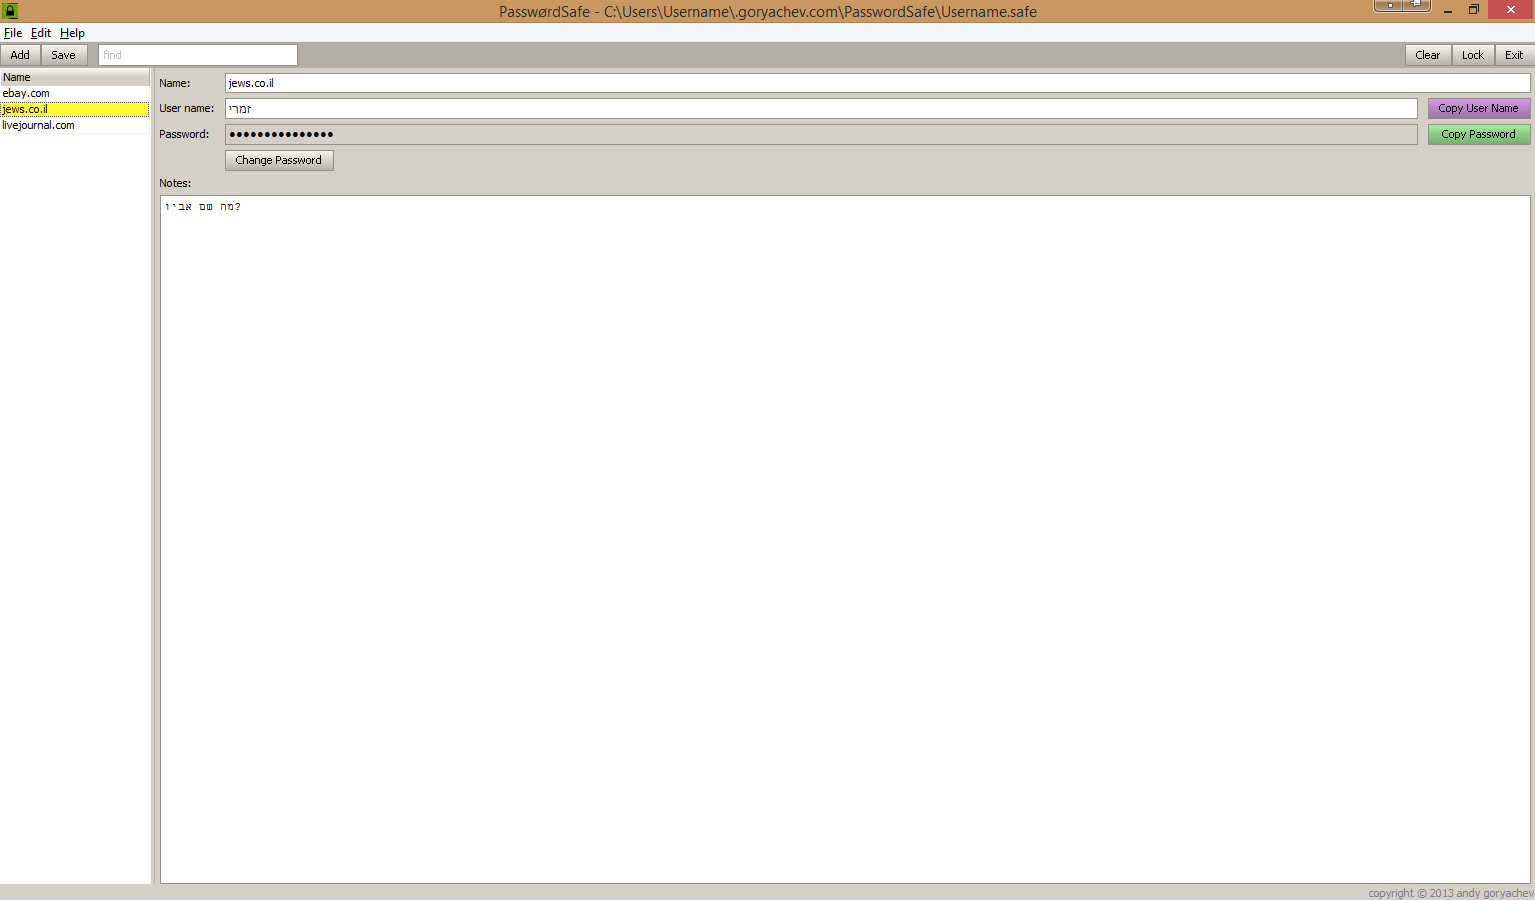 PasswørdSafe - C:\Users\Username\.goryachev.com\PasswordSafe\Username.safe
File Edit Help
Add Save find Clear Lock Exit
Name
ebay.com
jews.co.il
livejournal.com
Name: jews.co.il
User name: זמרי Copy User Name
Password: ●●●●●●●●●●●●●●● Copy Password
Change Password
Notes:
מה שם אביו?
copyright © 2013 andy goryachev